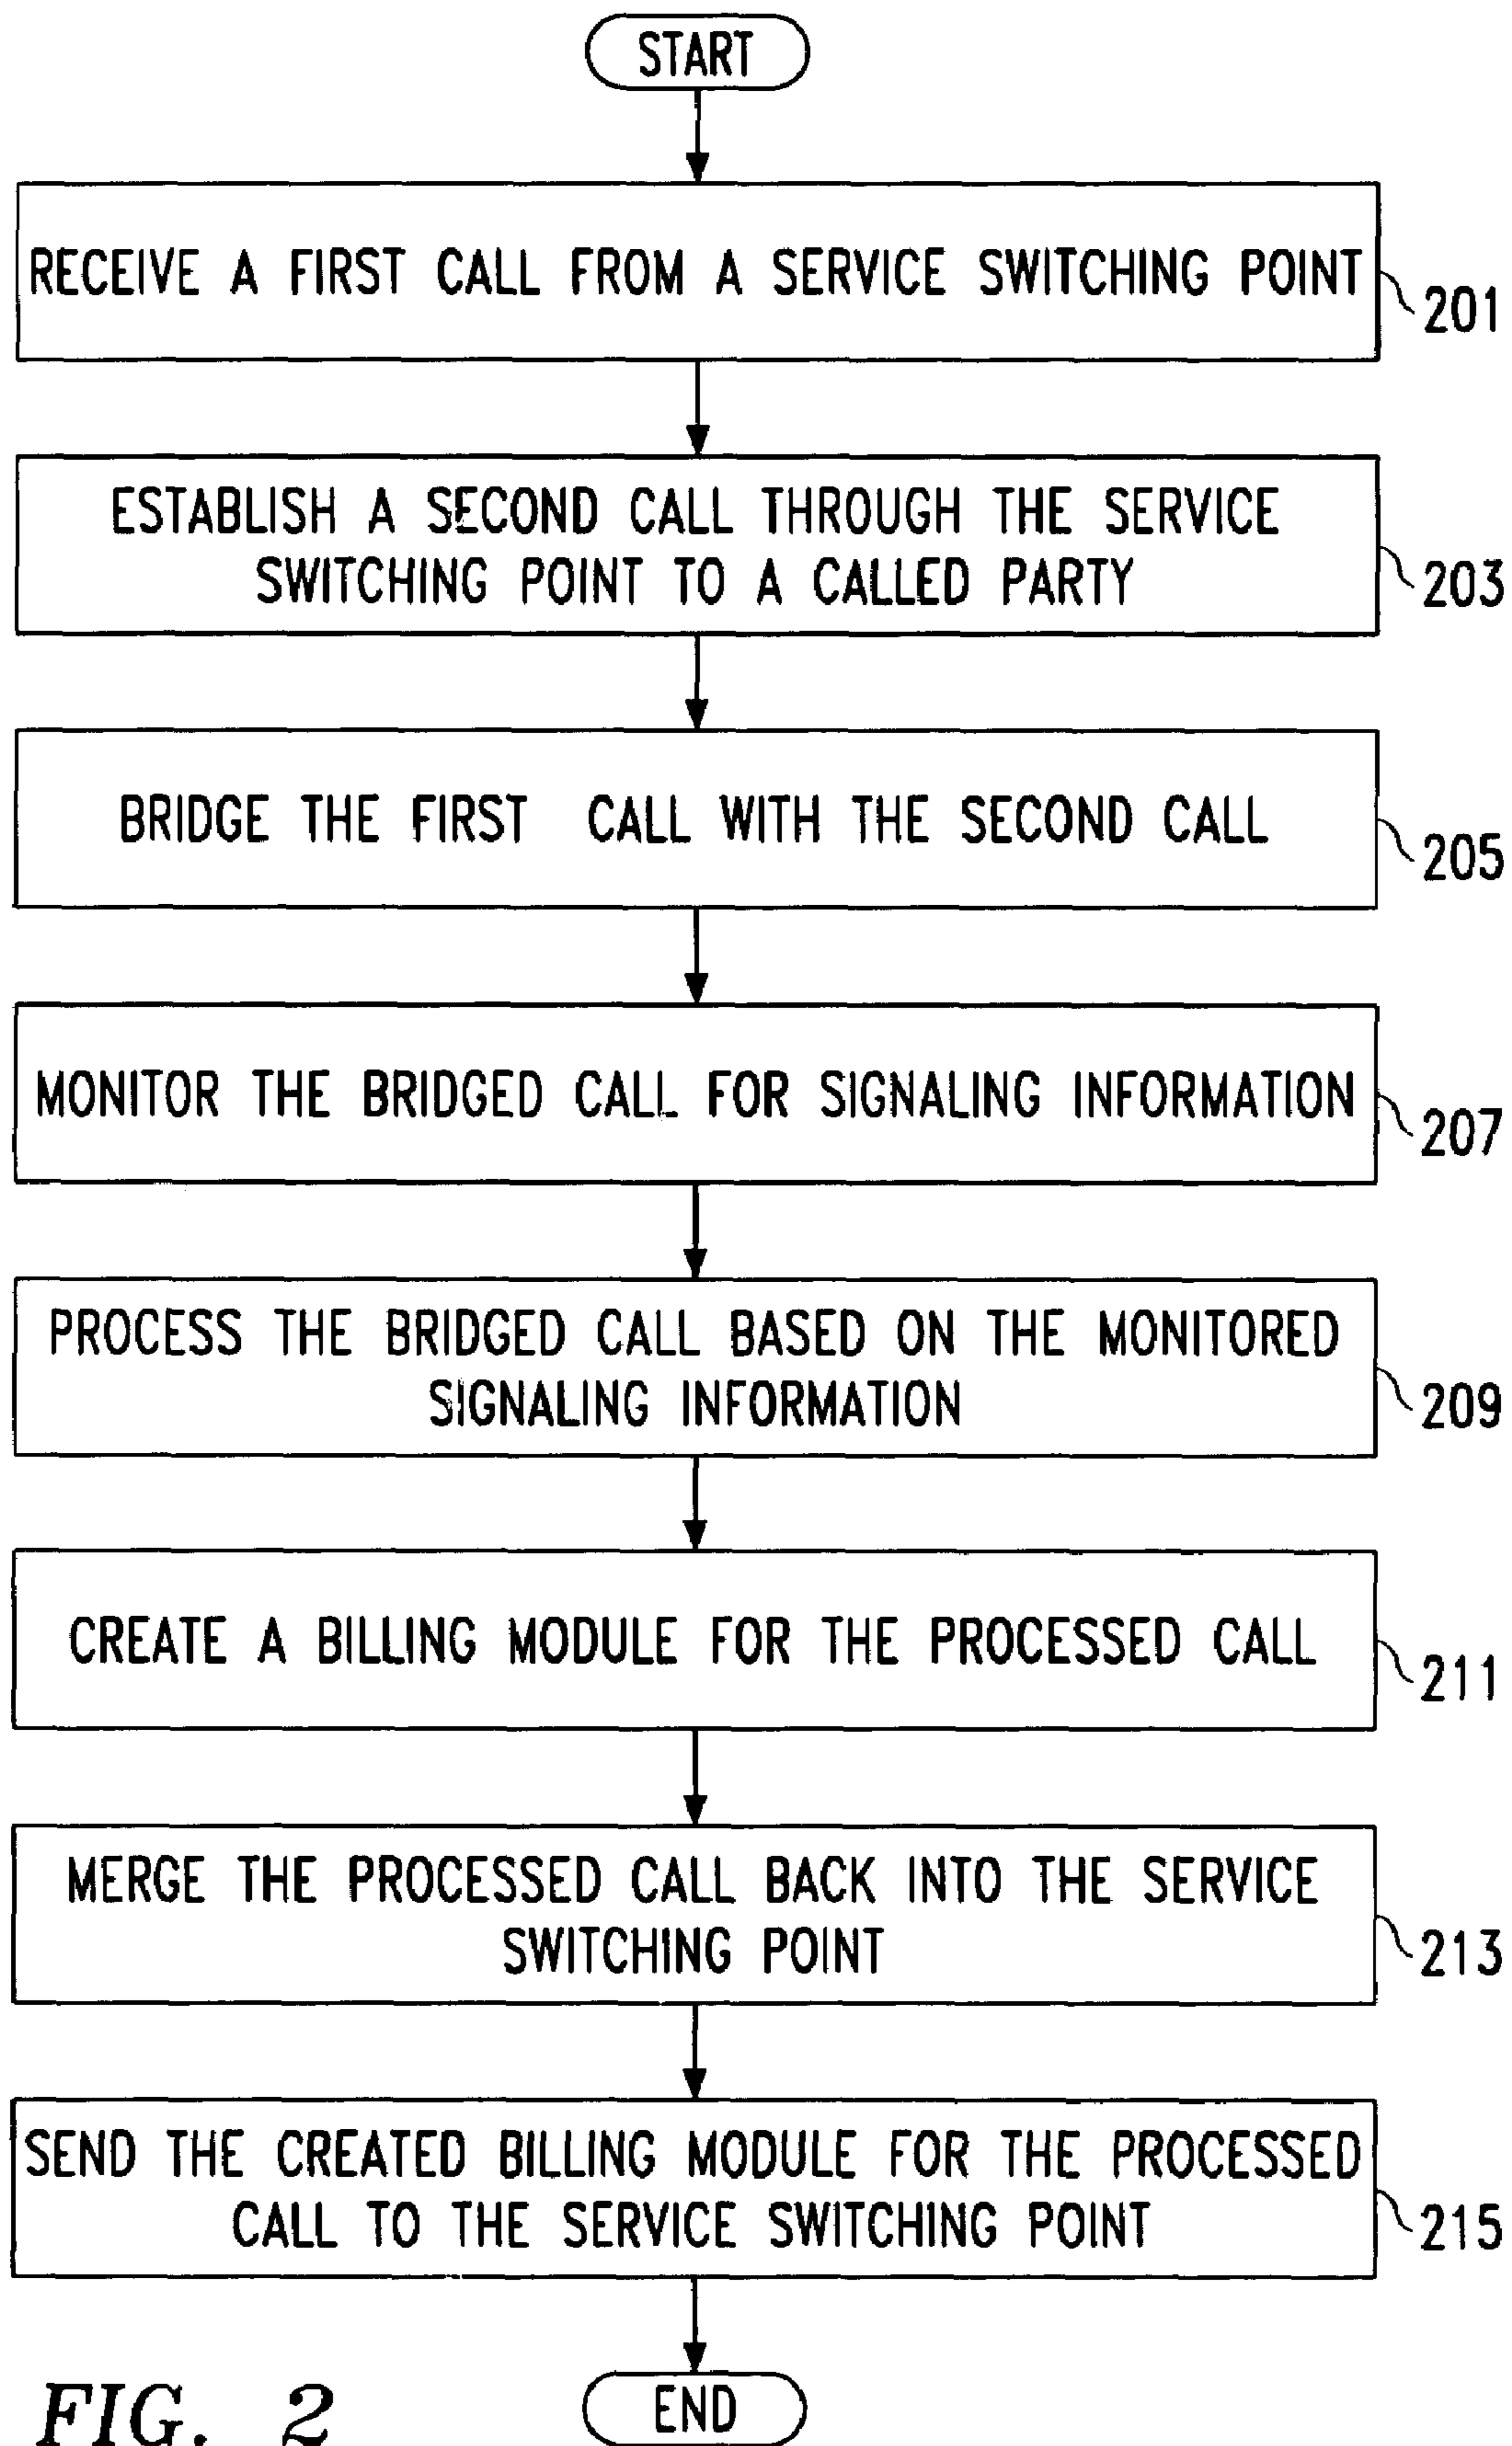 START
RECEIVE A FIRST CALL FROM A SERVICE SWITCHING POINT
201
ESTABLISH A SECOND CALL THROUGH THE SERVICE
SWITCHING POINT TO A CALLED PARTY
203
BRIDGE THE FIRST CALL WITH THE SECOND CALL
205
MONITOR THE BRIDGED CALL FOR SIGNALING INFORMATION
207
PROCESS THE BRIDGED CALL BASED ON THE MONITORED
SIGNALING INFORMATION
209
CREATE A BILLING MODULE FOR THE PROCESSED CALL
211
MERGE THE PROCESSED CALL BACK INTO THE SERVICE
SWITCHING POINT
213
SEND THE CREATED BILLING MODULE FOR THE PROCESSED
CALL TO THE SERVICE SWITCHING POINT
215
END
FIG. 2